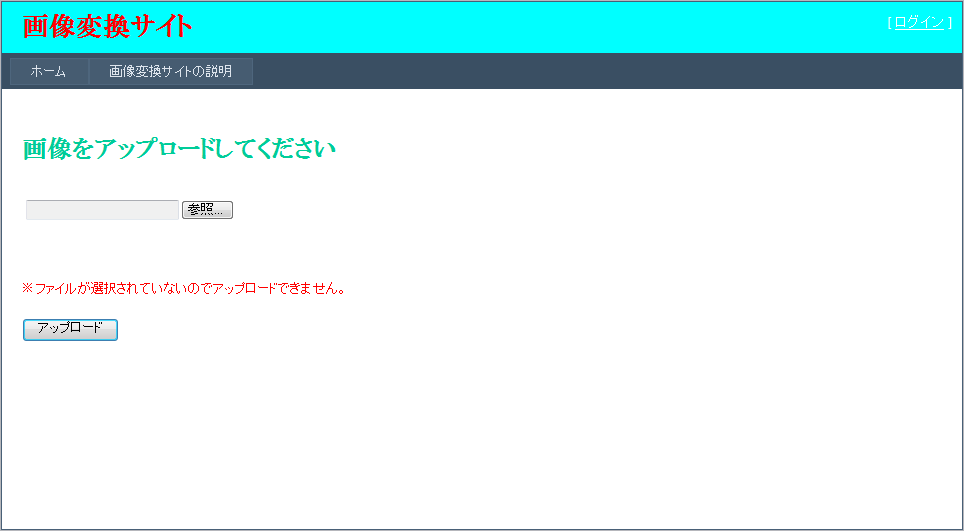 画像変換サイト
[ ログイン ]
ホーム 画像変換サイトの説明
画像をアップロードしてください
参照...
※ファイルが選択されていないのでアップロードできません。
アップロード